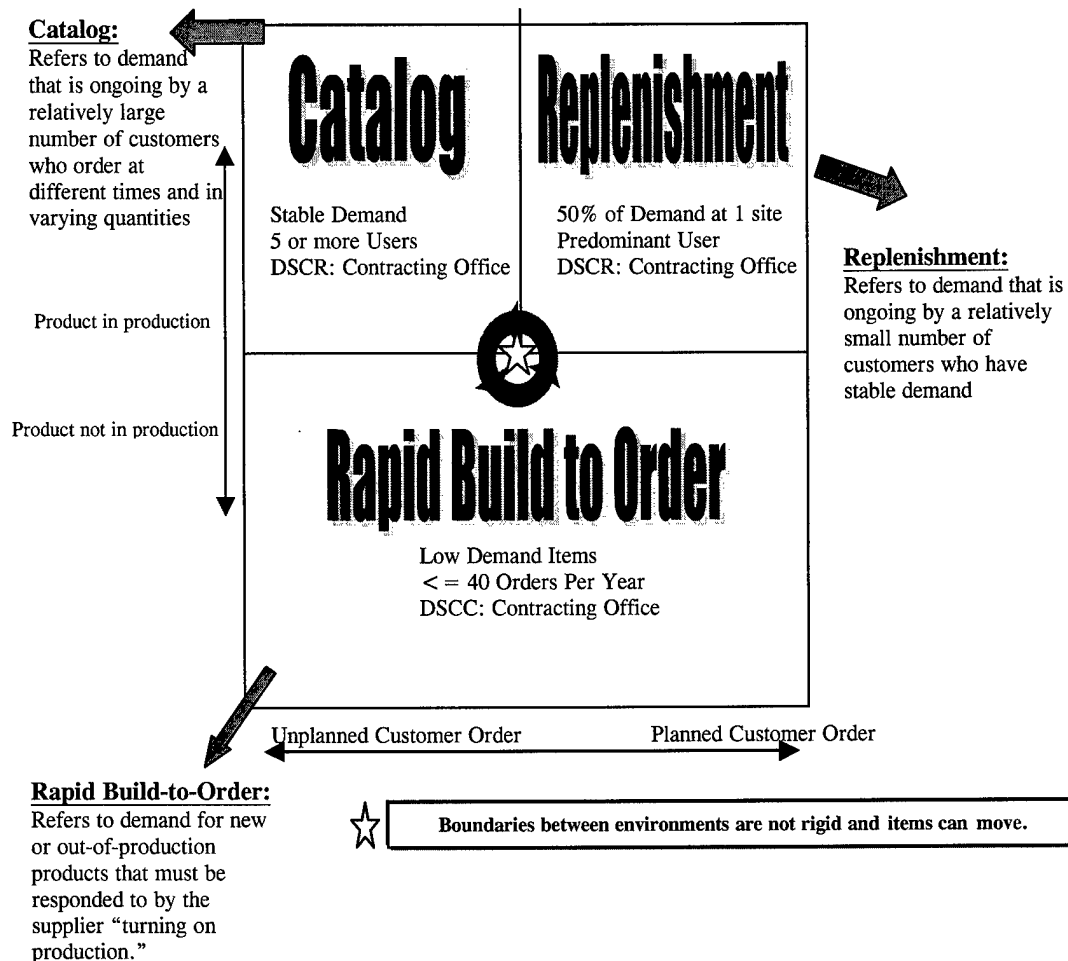 Catalog:
Refers to demand
that is ongoing by a
relatively large
number of customers
who order at
different times and in
varying quantities
Catalog
Stable Demand
5 or more Users
DSCR: Contracting Office
Replenishment
50% of Demand at 1 site
Predominant User
DSCR: Contracting Office
Replenishment:
Refers to demand that is
ongoing by a relatively
small number of
customers who have
stable demand
Product in production
Product not in production
Rapid Build to Order
Low Demand Items
< = 40 Orders Per Year
DSCC: Contracting Office
Unplanned Customer Order
Planned Customer Order
Rapid Build-to-Order:
Refers to demand for new
or out-of-production
products that must be
responded to by the
supplier “turning on
production.”
Boundaries between environments are not rigid and items can move.